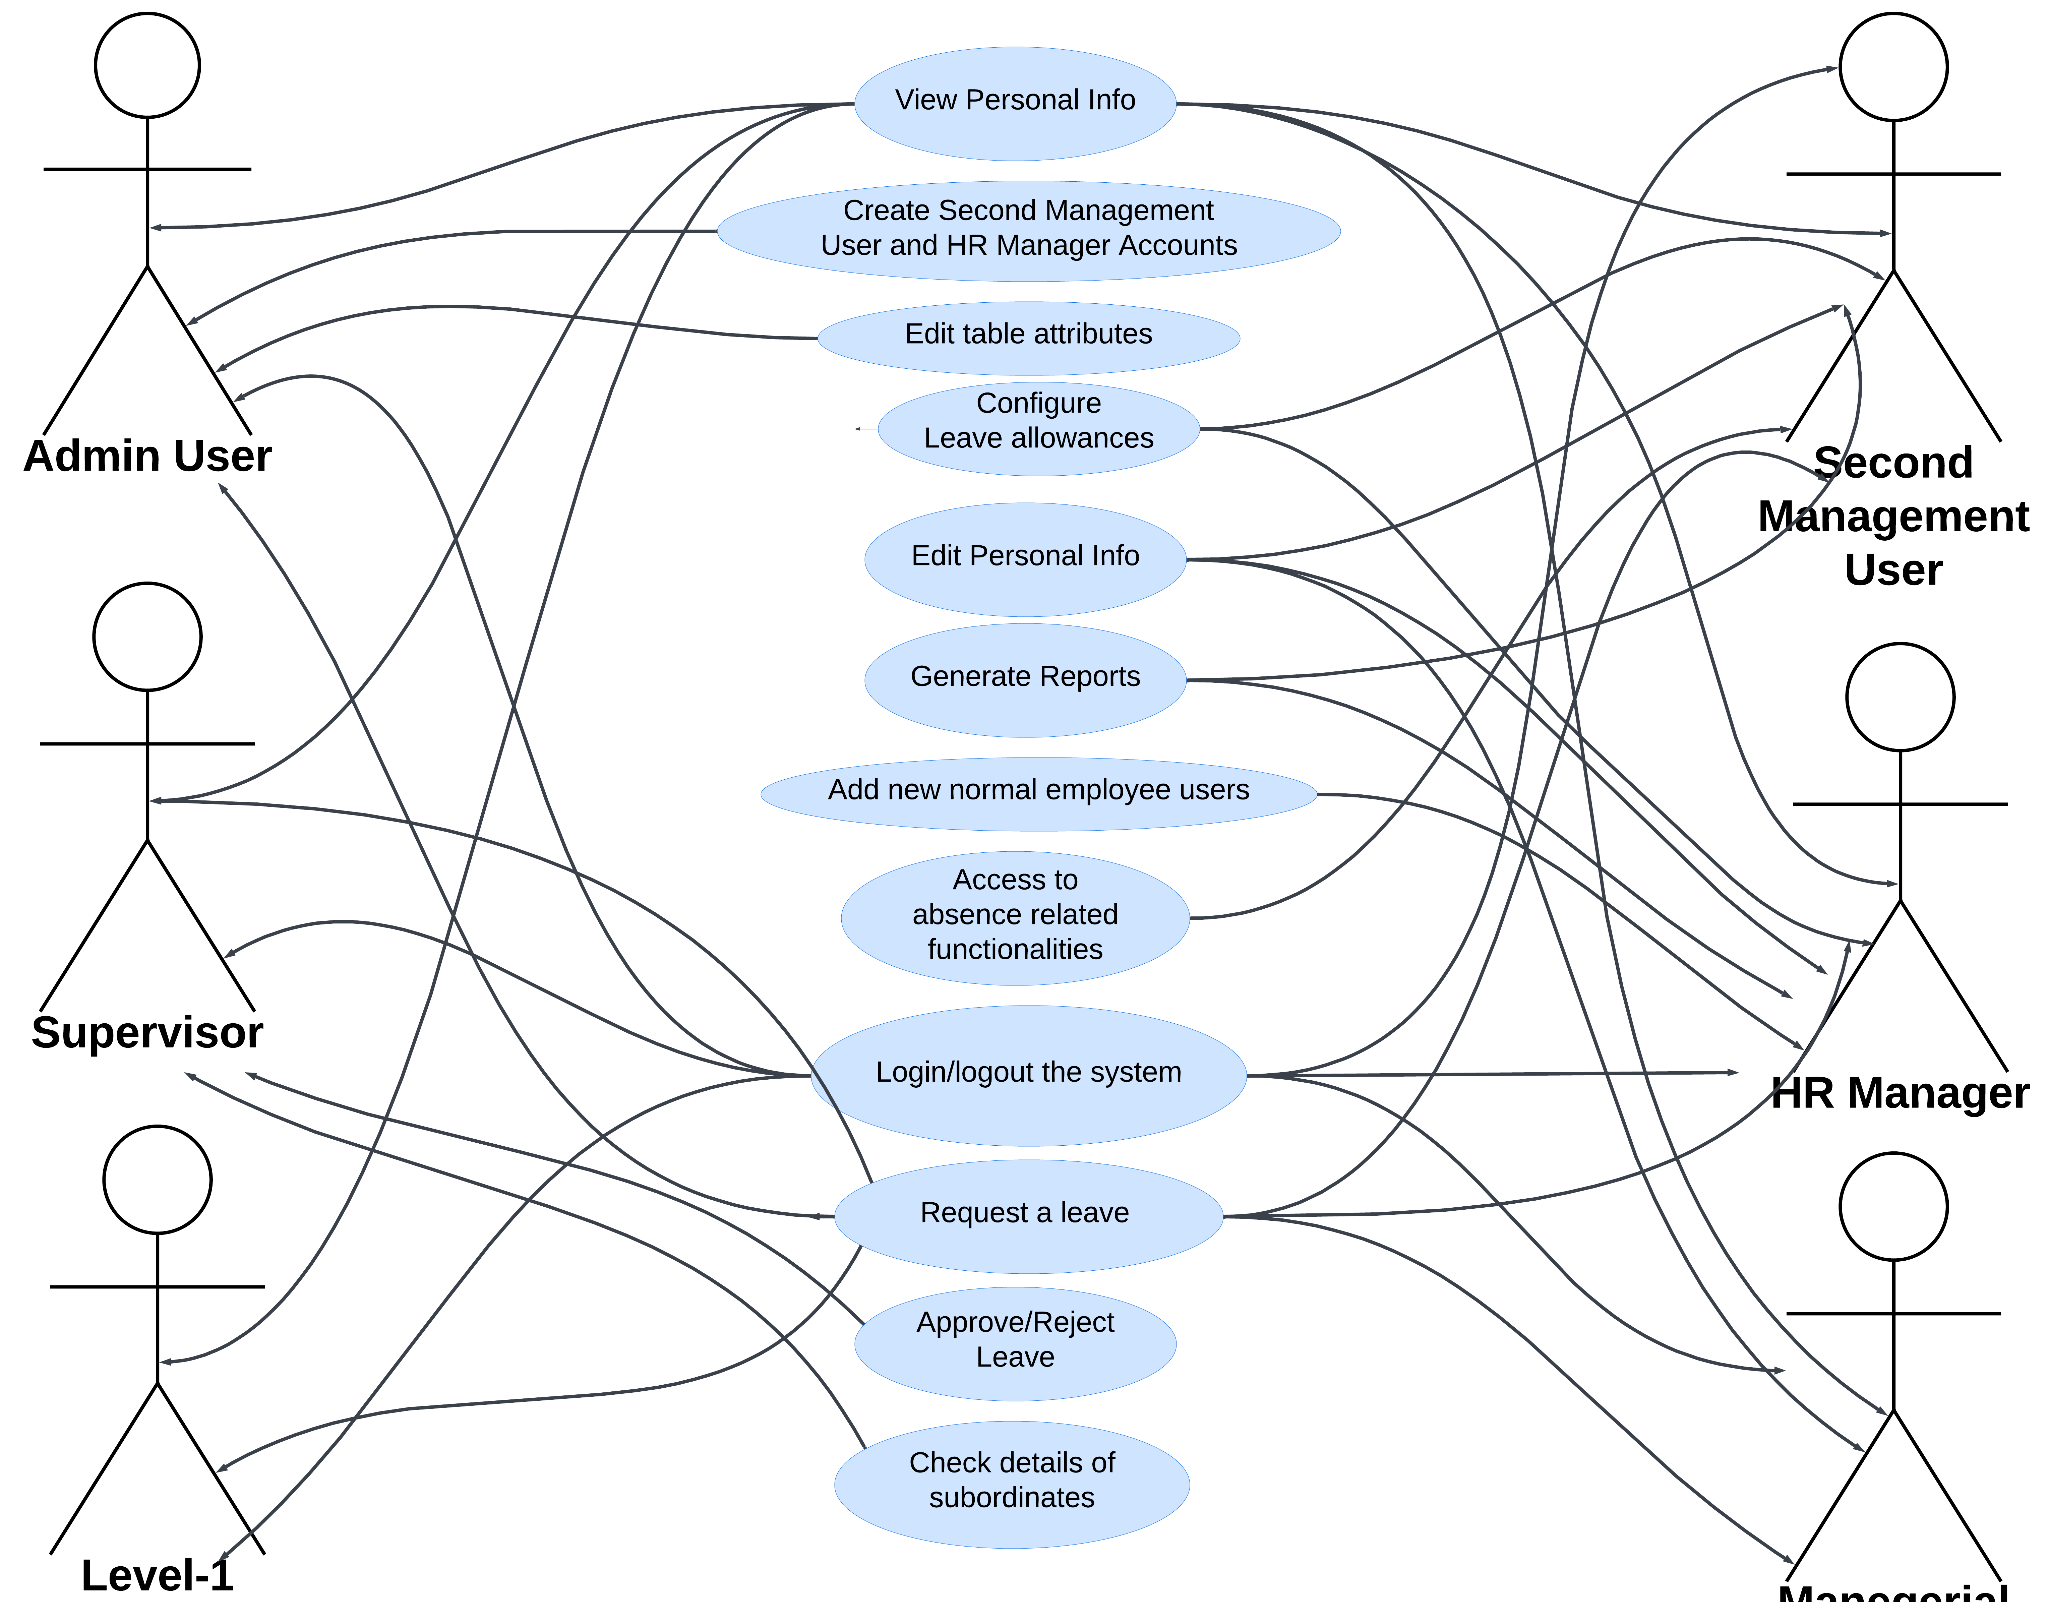 View Personal Info
Create Second Management
User and HR Manager Accounts
Edit table attributes
Configure
Leave allowances
Edit Personal Info
Generate Reports
Add new normal employee users
Access to
absence related
functionalities
Login/logout the system
Request a leave
Approve/Reject
Leave
Check details of
subordinates
Admin User
Supervisor
Level-1
Second
Management
User
HR Manager
Manegerial